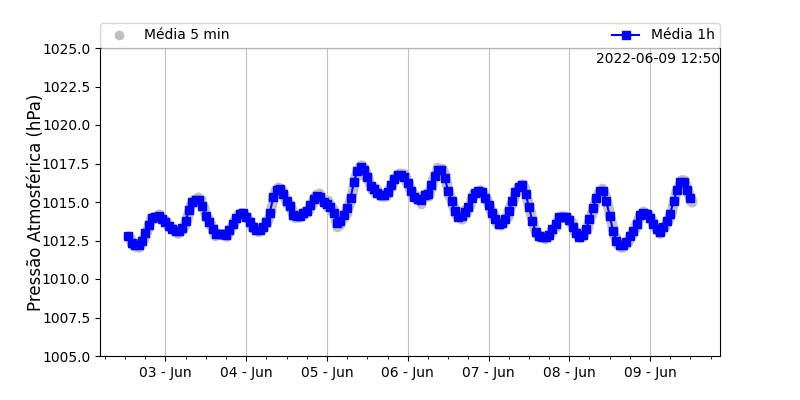 Média 5 min
Média 1h
2022-06-09 12:50
Pressão Atmosférica (hPa)
1025.0
1022.5
1020.0
1017.5
1015.0
1012.5
1010.0
1007.5
1005.0
03 - Jun
04 - Jun
05 - Jun
06 - Jun
07 - Jun
08 - Jun
09 - Jun